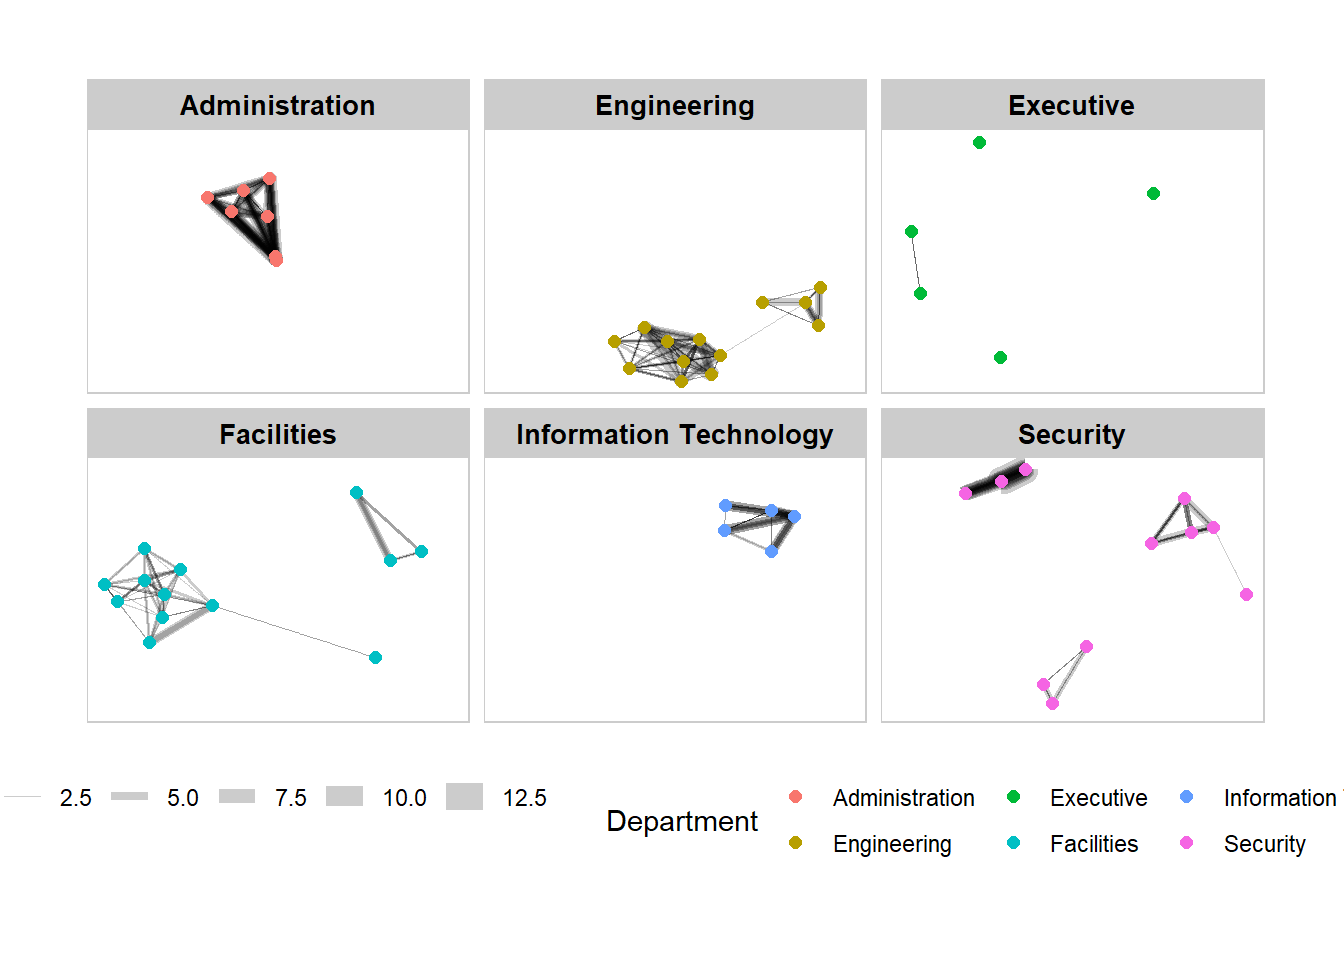 Administration
Engineering
Executive
Facilities
Information Technology
Security
2.5 5.0 7.5 10.0 12.5
Department
Administration Executive Information
Engineering Facilities Security